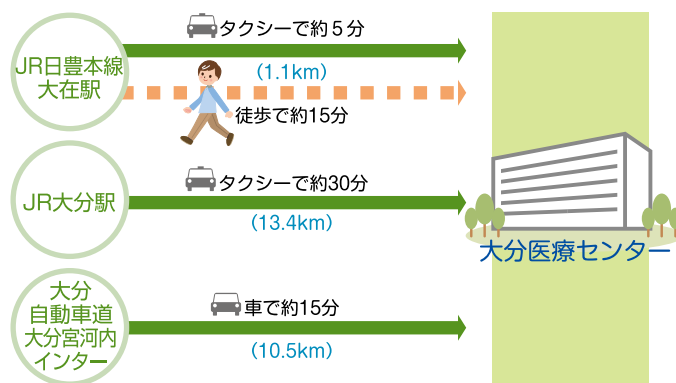 タクシーで約５分
JR日豊本線
大在駅
（1.1km）
徒歩で約15分
タクシーで約30分
JR大分駅
（13.4km）
大分医療センター
大分
自動車道
大分宮河内
インター
車で約15分
（10.5km）